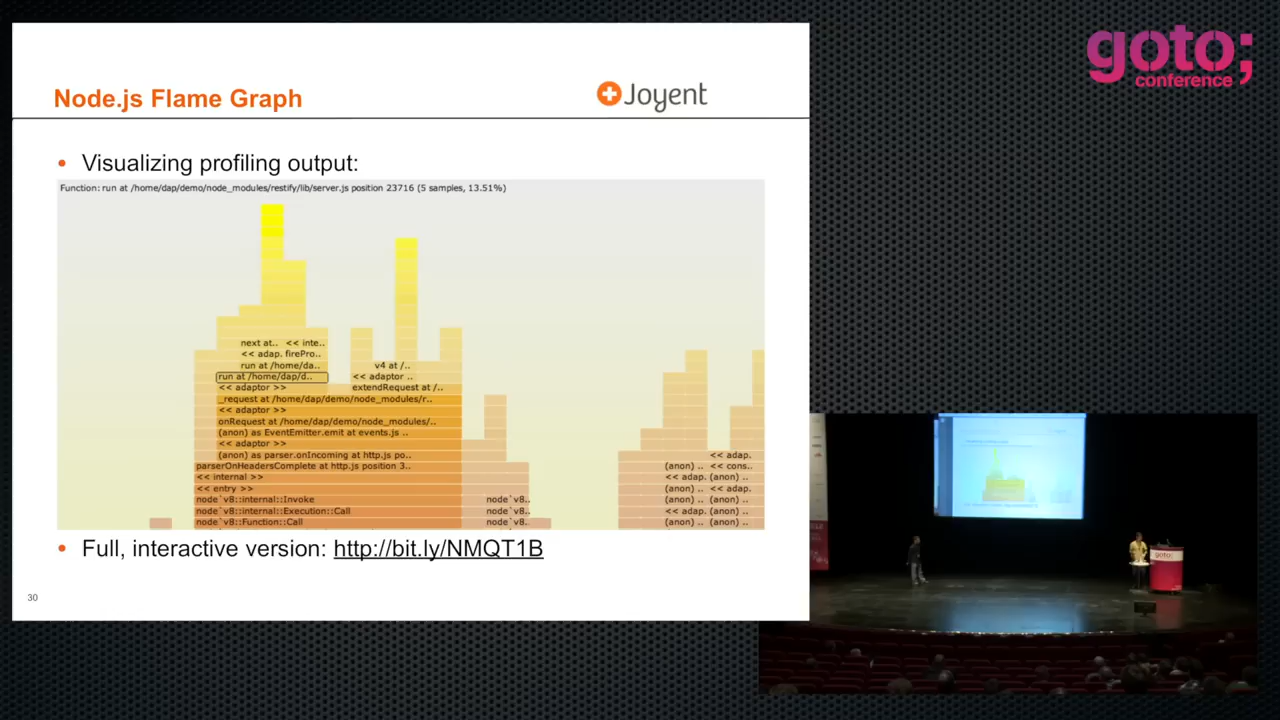 goto;
conference
Node.js Flame Graph
Joyent
• Visualizing profiling output:
Function: run at /home/dap/demo/node_modules/restify/lib/server.js position 23716 (5 samples, 13.51%)
next at.. << inte..
<< adap. firePro..
run at /home/da.. v4 at /..
run at /home/dap/d.. << adaptor ..
<< adaptor >> extendRequest at /..
_request at /home/dap/demo/node_modules/r..
<< adaptor >>
onRequest at /home/dap/demo/node_modules/..
(anon) as EventEmitter.emit at events.js ..
<< adaptor >>
(anon) as parser.onIncoming at http.js po.. << adap.
parserOnHeadersComplete at http.js position 3.. (anon) .. << cons..
<< internal >> << adap. (anon) ..
<< entry >> (anon) .. << adap.
node`v8::internal::Invoke node`v8.. (anon) .. (anon) ..
node`v8::internal::Execution::Call node`v8.. << adap. (anon) ..
node`v8::Function::Call node`v8.. (anon) .. (anon) ..
• Full, interactive version: http://bit.ly/NMQT1B
30
goto;